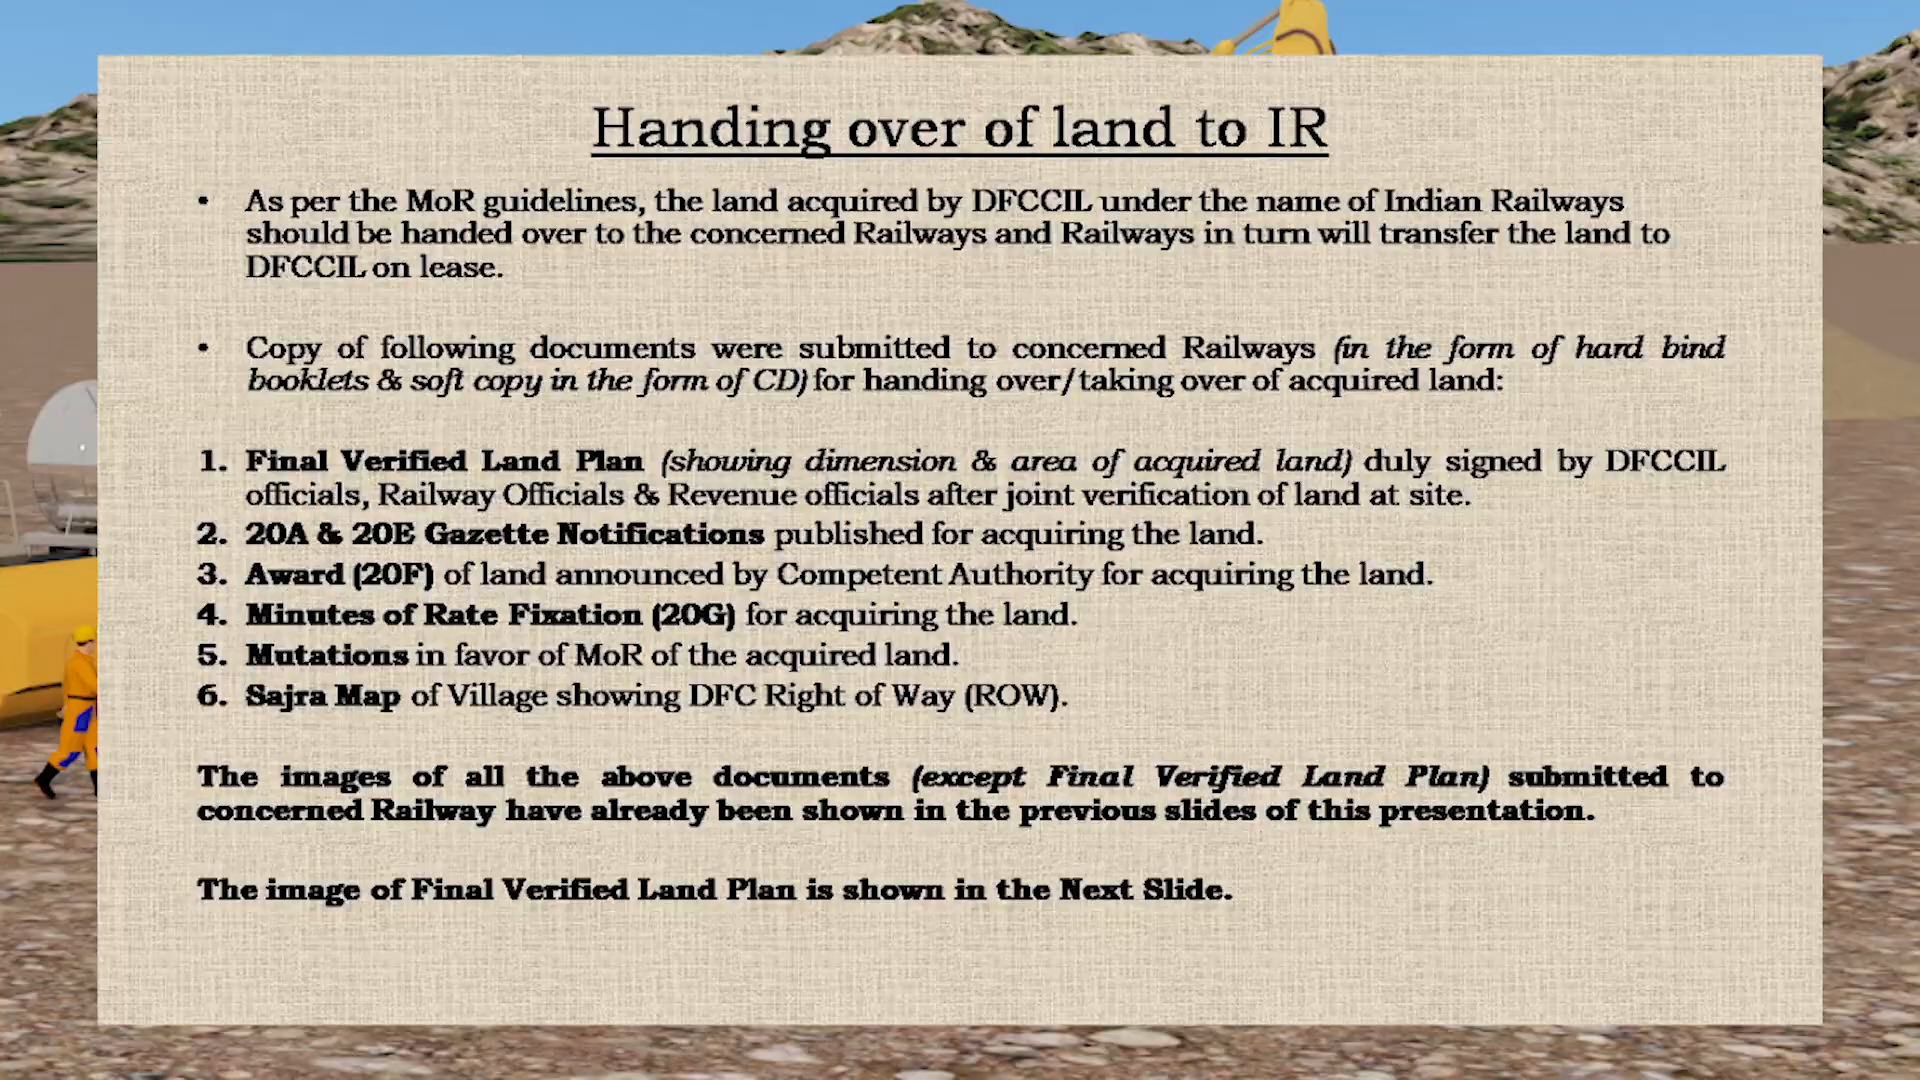 Handing over of land to IR
• As per the MoR guidelines, the land acquired by DFCCIL under the name of Indian Railways
should be handed over to the concerned Railways and Railways in turn will transfer the land to
DFCCIL on lease.
• Copy of following documents were submitted to concerned Railways (in the form of hard bind
booklets & soft copy in the form of CD) for handing over/taking over of acquired land:
1. Final Verified Land Plan (showing dimension & area of acquired land) duly signed by DFCCIL
officials, Railway Officials & Revenue officials after joint verification of land at site.
2. 20A & 20E Gazette Notifications published for acquiring the land.
3. Award (20F) of land announced by Competent Authority for acquiring the land.
4. Minutes of Rate Fixation (20G) for acquiring the land.
5. Mutations in favor of MoR of the acquired land.
6. Sajra Map of Village showing DFC Right of Way (ROW).
The images of all the above documents (except Final Verified Land Plan) submitted to
concerned Railway have already been shown in the previous slides of this presentation.
The image of Final Verified Land Plan is shown in the Next Slide.